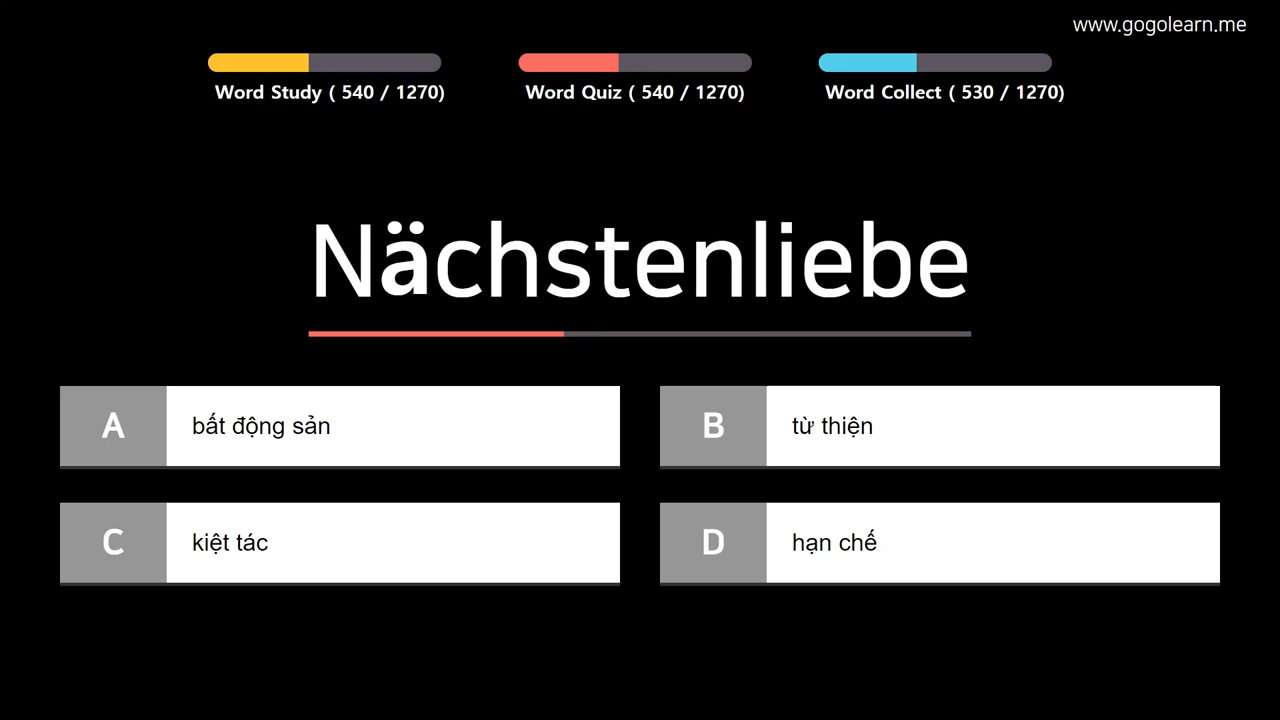 www.gogolearn.me
Word Study ( 540 / 1270)
Word Quiz ( 540 / 1270)
Word Collect ( 530 / 1270)
Nächstenliebe
A bất động sản
B từ thiện
C kiệt tác
D hạn chế